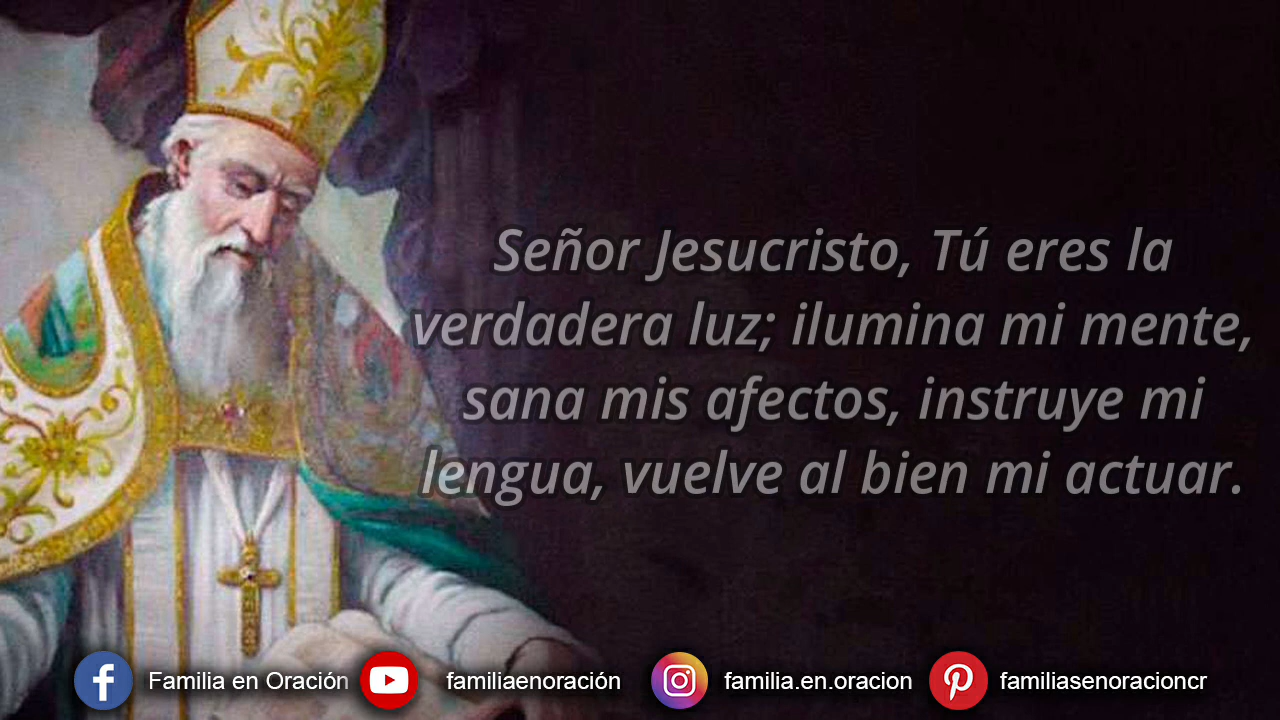 Señor Jesucristo, Tú eres la
verdadera luz; ilumina mi mente,
sana mis afectos, instruye mi
lengua, vuelve al bien mi actuar.
Familia en Oración
familiaenoración
familia.en.oracion
familiasenoracioncr